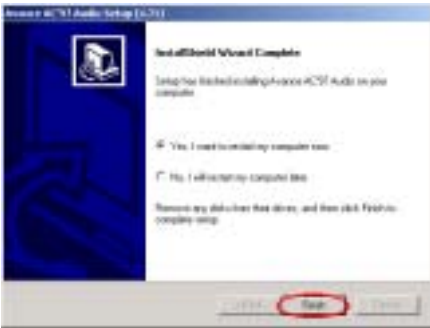 Avance AC'97 Audio Setup
InstallShield Wizard Complete
Setup has finished installing Avance AC'97 Audio on your
computer.
Yes, I want to restart my computer now.
No, I will restart my computer later.
Remove any disks from their drives, and then click Finish to
complete setup.
Finish